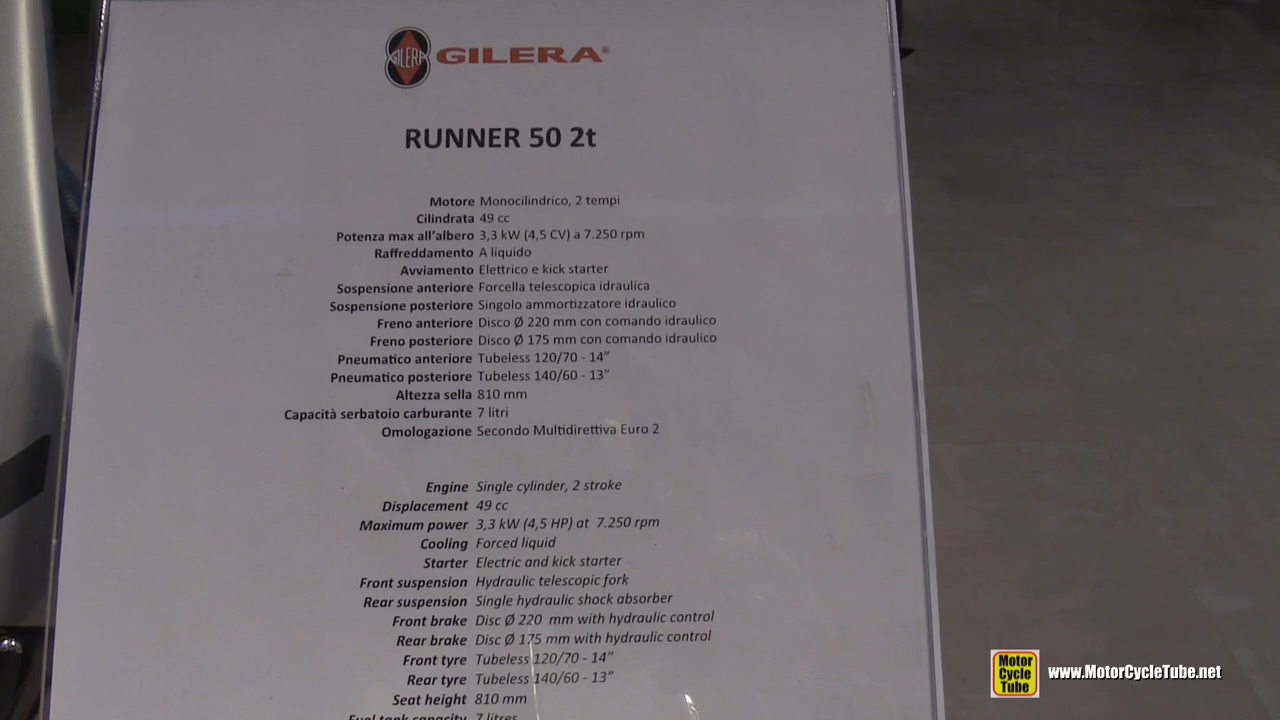 GILERA GILERA®
RUNNER 50 2t
Motore Monocilindrico, 2 tempi
Cilindrata 49 cc
Potenza max all'albero 3,3 kW (4,5 CV) a 7.250 rpm
Raffreddamento A liquido
Avviamento Elettrico e kick starter
Sospensione anteriore Forcella telescopica idraulica
Sospensione posteriore Singolo ammortizzatore idraulico
Freno anteriore Disco Ø 220 mm con comando idraulico
Freno posteriore Disco Ø 175 mm con comando idraulico
Pneumatico anteriore Tubeless 120/70 - 14”
Pneumatico posteriore Tubeless 140/60 - 13”
Altezza sella 810 mm
Capacità serbatoio carburante 7 litri
Omologazione Secondo Multidirettiva Euro 2
Engine Single cylinder, 2 stroke
Displacement 49 cc
Maximum power 3,3 kW (4,5 HP) at 7.250 rpm
Cooling Forced liquid
Starter Electric and kick starter
Front suspension Hydraulic telescopic fork
Rear suspension Single hydraulic shock absorber
Front brake Disc Ø 220 mm with hydraulic control
Rear brake Disc Ø 175 mm with hydraulic control
Front tyre Tubeless 120/70 - 14”
Rear tyre Tubeless 140/60 - 13”
Seat height 810 mm
Fuel tank capacity 7 litres
Motor
Cycle
Tube
www.MotorCycleTube.net